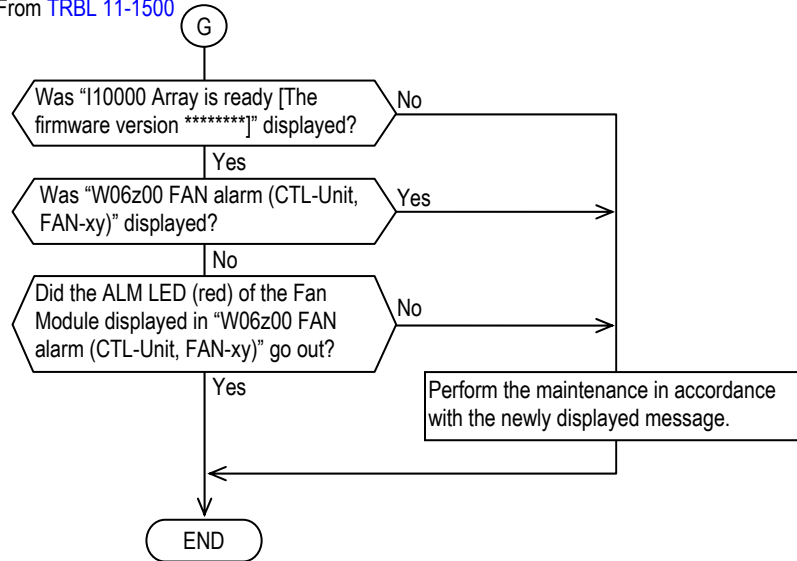 From TRBL 11-1500
G
Was “I10000 Array is ready [The
firmware version ********]” displayed?
No
Yes
Was “W06z00 FAN alarm (CTL-Unit,
FAN-xy)” displayed?
Yes
No
Did the ALM LED (red) of the Fan
Module displayed in “W06z00 FAN
alarm (CTL-Unit, FAN-xy)” go out?
No
Yes
Perform the maintenance in accordance
with the newly displayed message.
END